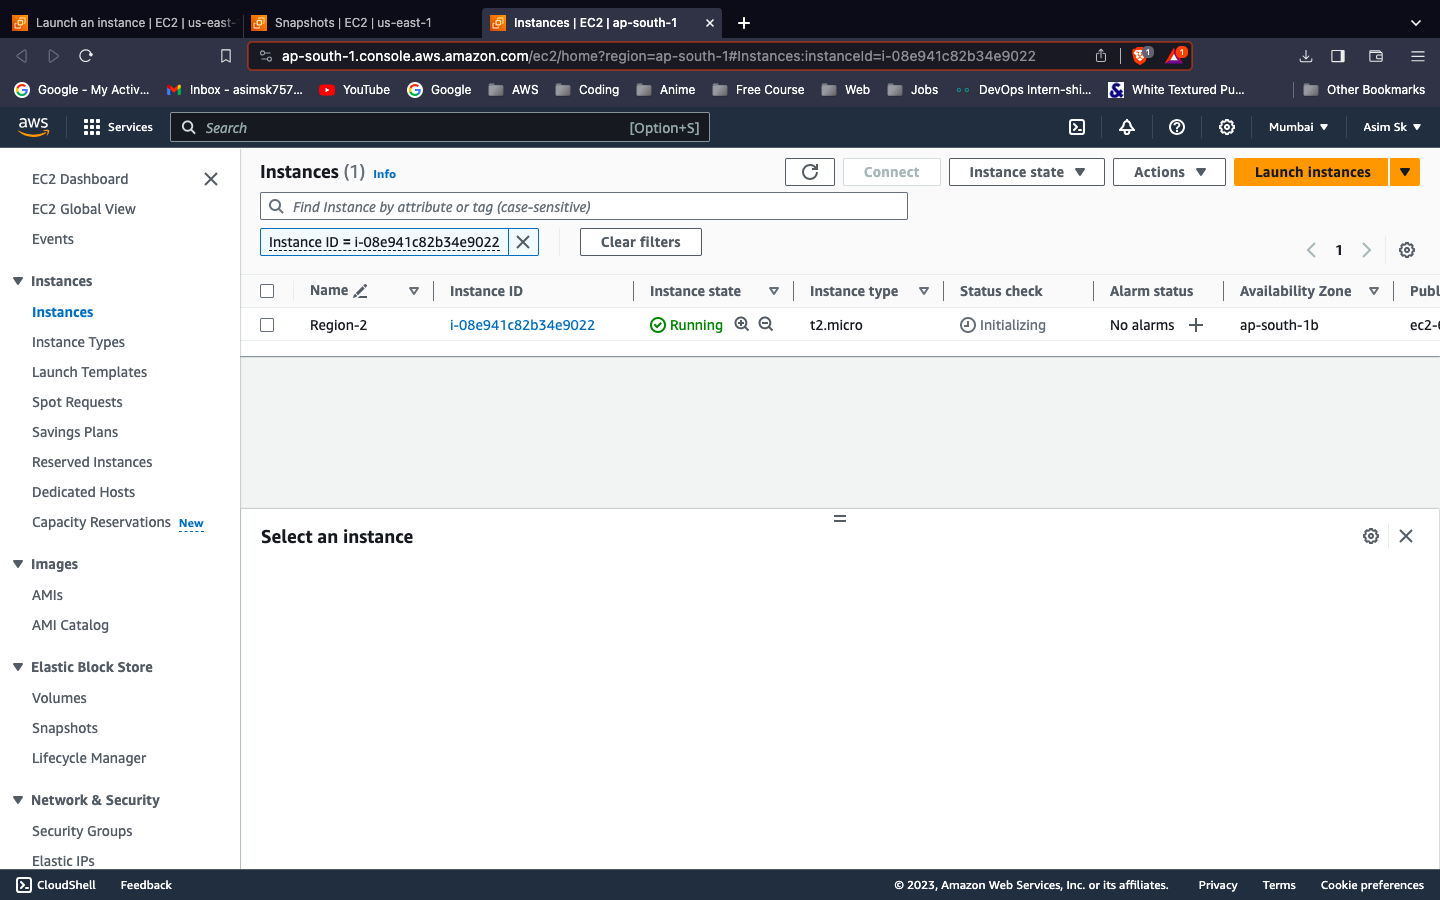 Launch an instance | EC2 | us-east-
Snapshots | EC2 | us-east-1
Instances | EC2 | ap-south-1
ap-south-1.console.aws.amazon.com/ec2/home?region=ap-south-1#Instances:instanceId=i-08e941c82b34e9022
1
1
Google - My Activ...
Inbox - asimsk757...
YouTube
Google
AWS
Coding
Anime
Free Course
Web
Jobs
DevOps Intern-shi...
White Textured Pu...
Other Bookmarks
aws
Services
Search
[Option+S]
Mumbai
Asim Sk
EC2 Dashboard
EC2 Global View
Events
Instances
Instances
Instance Types
Launch Templates
Spot Requests
Savings Plans
Reserved Instances
Dedicated Hosts
Capacity Reservations New
Images
AMIs
AMI Catalog
Elastic Block Store
Volumes
Snapshots
Lifecycle Manager
Network & Security
Security Groups
Elastic IPs
Instances (1) Info
Connect
Instance state
Actions
Launch instances
Find Instance by attribute or tag (case-sensitive)
Instance ID = i-08e941c82b34e9022
Clear filters
1
Name
Instance ID
Instance state
Instance type
Status check
Alarm status
Availability Zone
Publ
Region-2
i-08e941c82b34e9022
Running
t2.micro
Initializing
No alarms
ap-south-1b
ec2-
Select an instance
CloudShell
Feedback
© 2023, Amazon Web Services, Inc. or its affiliates.
Privacy
Terms
Cookie preferences